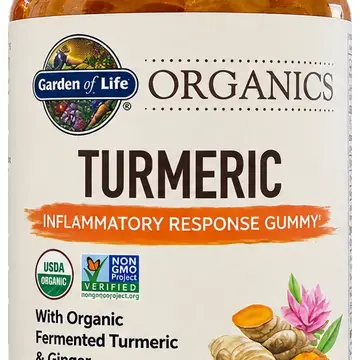 Garden of Life®
ORGANICS
TURMERIC
INFLAMMATORY RESPONSE GUMMY‡
USDA
ORGANIC
NON
GMO
Project
VERIFIED
nongmoproject.org
With Organic
Fermented Turmeric
& Ginger